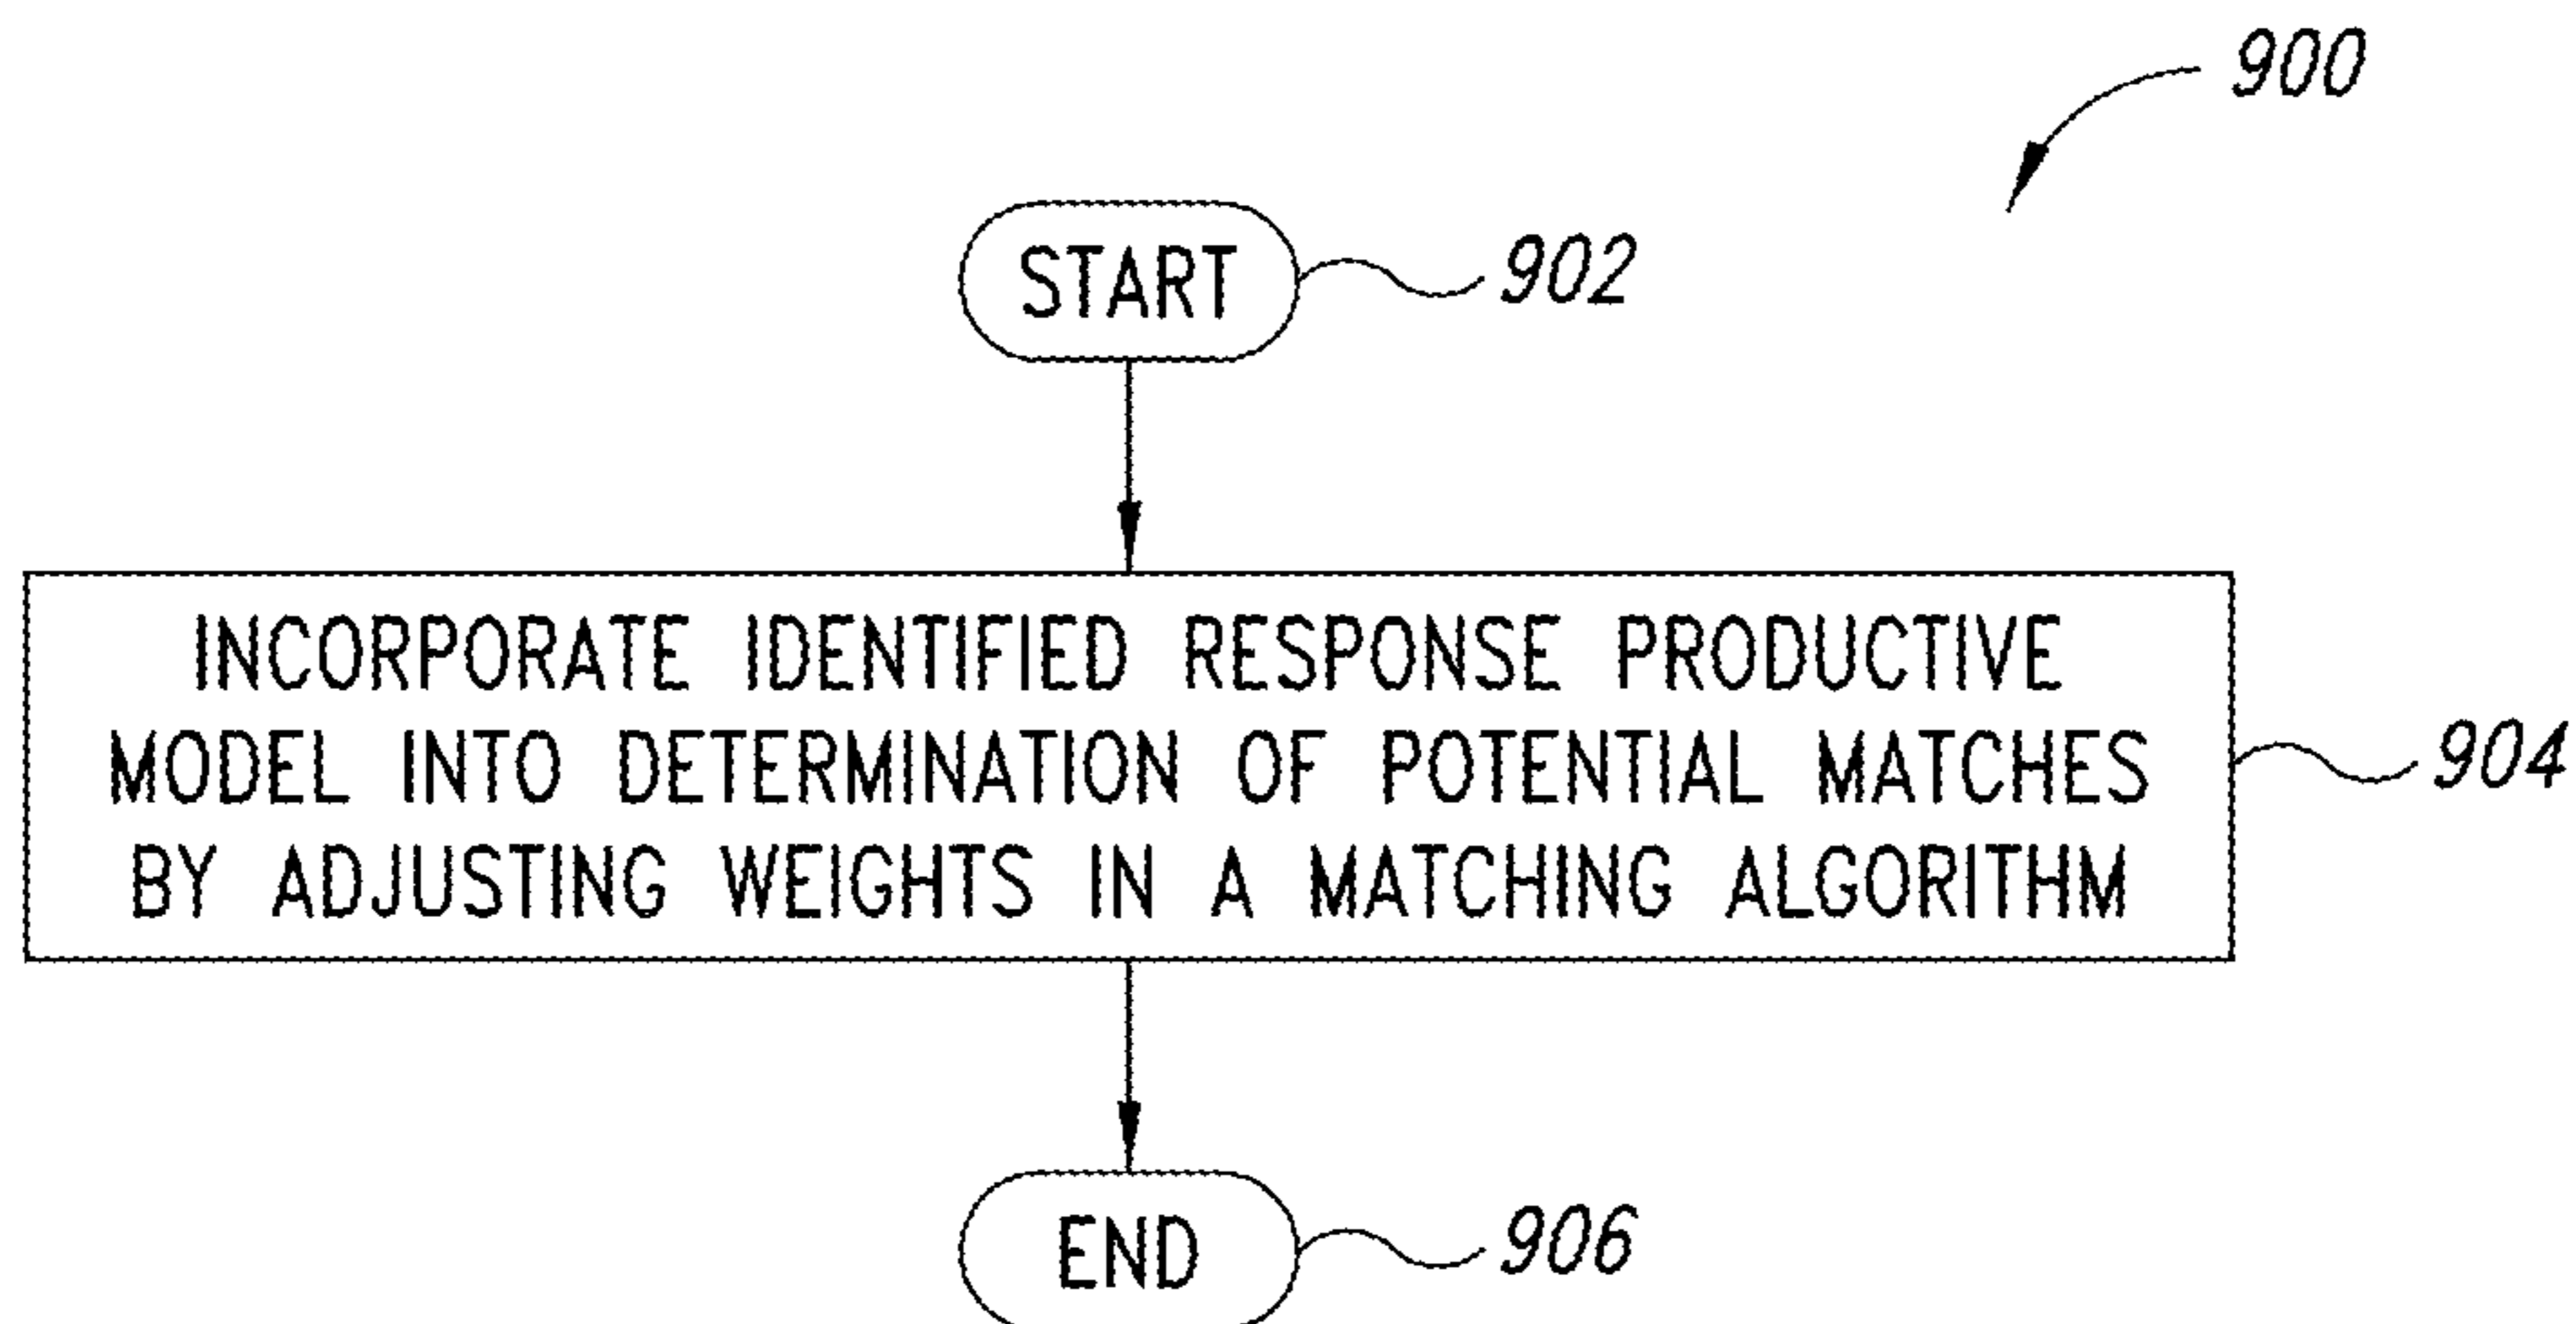 900
START 902
INCORPORATE IDENTIFIED RESPONSE PRODUCTIVE
MODEL INTO DETERMINATION OF POTENTIAL MATCHES
BY ADJUSTING WEIGHTS IN A MATCHING ALGORITHM
904
END 906